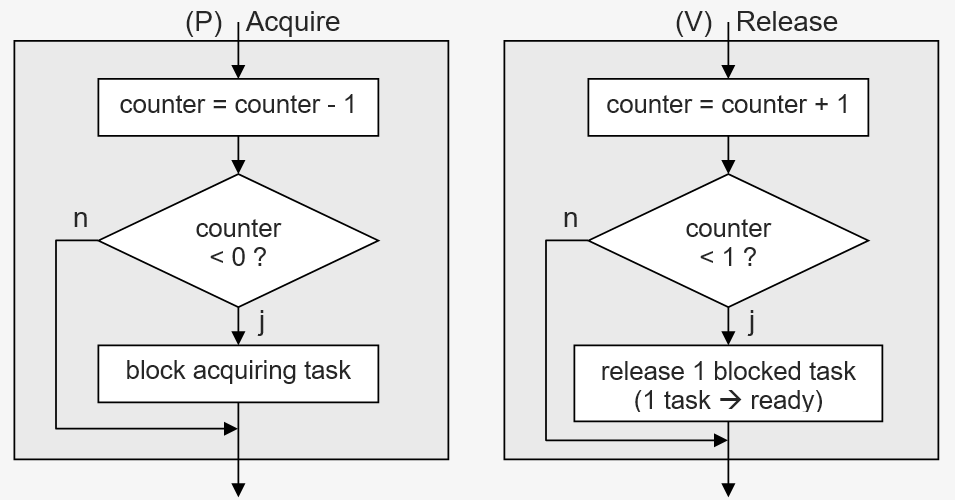 (P) Acquire
counter = counter - 1
counter
< 0 ?
n
j
block acquiring task
(V) Release
counter = counter + 1
counter
< 1 ?
n
j
release 1 blocked task
(1 task → ready)